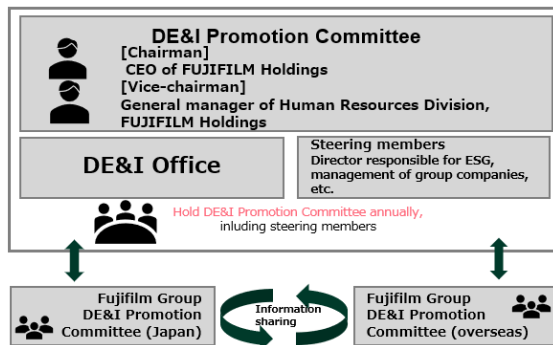 DE&I Promotion Committee
[Chairman]
CEO of FUJIFILM Holdings
[Vice-chairman]
General manager of Human Resources Division,
FUJIFILM Holdings
DE&I Office
Steering members
Director responsible for ESG,
management of group companies,
etc.
Hold DE&I Promotion Committee annually,
inluding steering members
Fujifilm Group
DE&I Promotion
Committee (Japan)
Information
sharing
Fujifilm Group
DE&I Promotion
Committee (overseas)